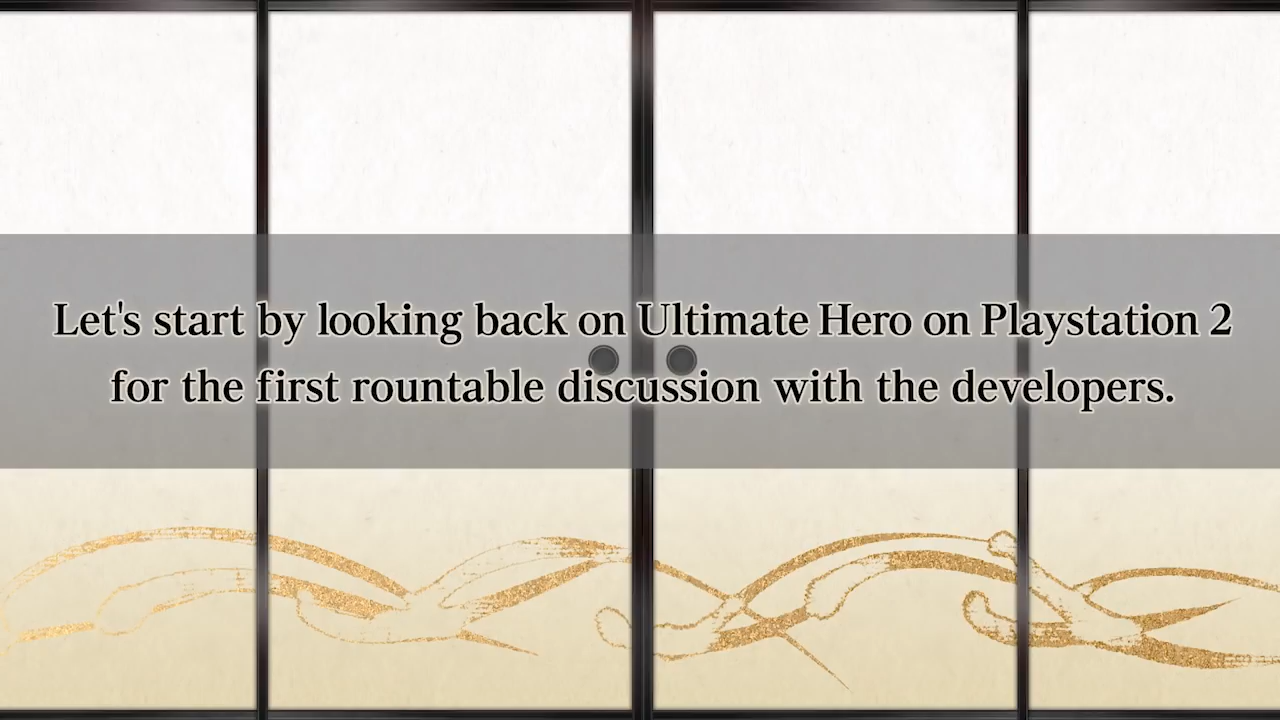 Let's start by looking back on Ultimate Hero on Playstation 2
for the first rountable discussion with the developers.